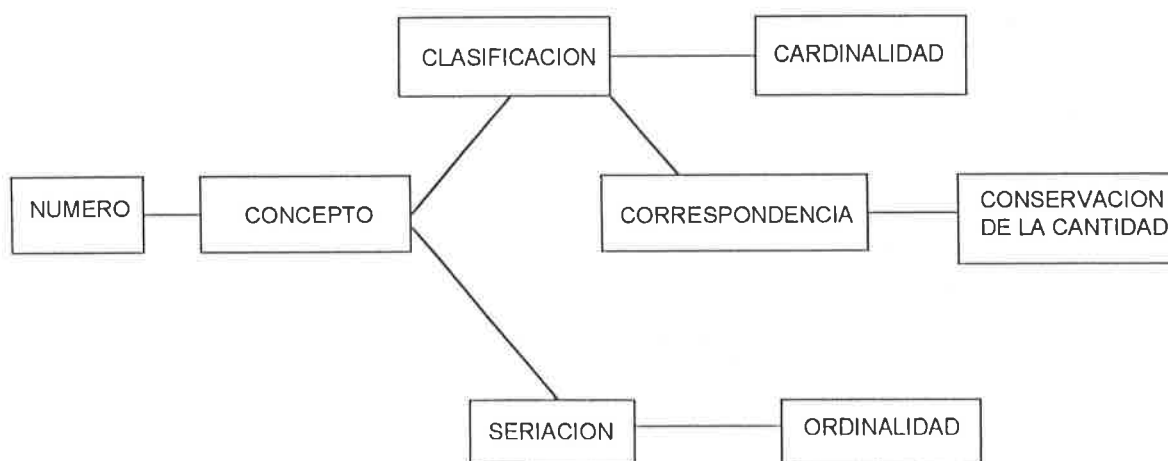 CLASIFICACION
CARDINALIDAD
NUMERO
CONCEPTO
CORRESPONDENCIA
CONSERVACION
DE LA CANTIDAD
SERIACION
ORDINALIDAD